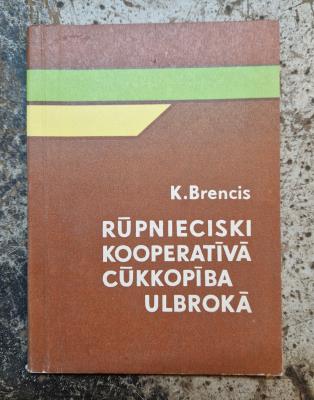 K.Brencis
RŪPNIECISKI
KOOPERATĪVĀ
CŪKKOPĪBA
ULBROKĀ